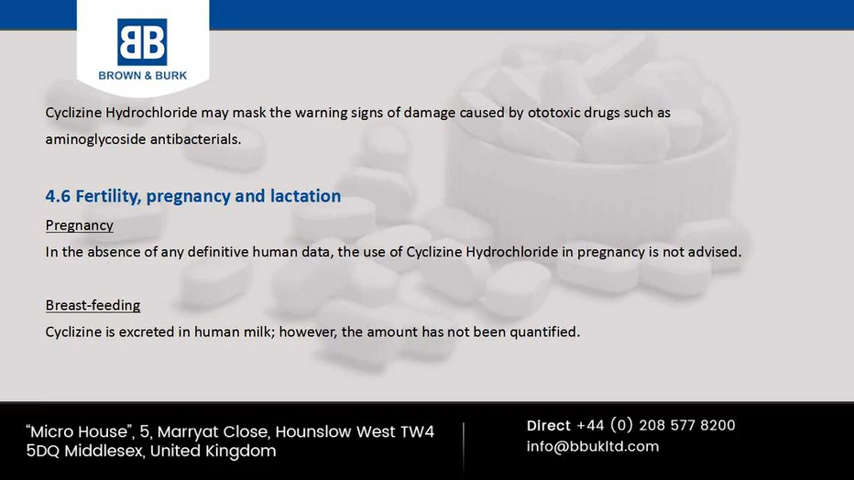 BB
BROWN & BURK
Cyclizine Hydrochloride may mask the warning signs of damage caused by ototoxic drugs such as
aminoglycoside antibacterials.
4.6 Fertility, pregnancy and lactation
Pregnancy
In the absence of any definitive human data, the use of Cyclizine Hydrochloride in pregnancy is not advised.
Breast-feeding
Cyclizine is excreted in human milk; however, the amount has not been quantified.
“Micro House”, 5, Marryat Close, Hounslow West TW4
5DQ Middlesex, United Kingdom
Direct +44 (0) 208 577 8200
info@bbukltd.com